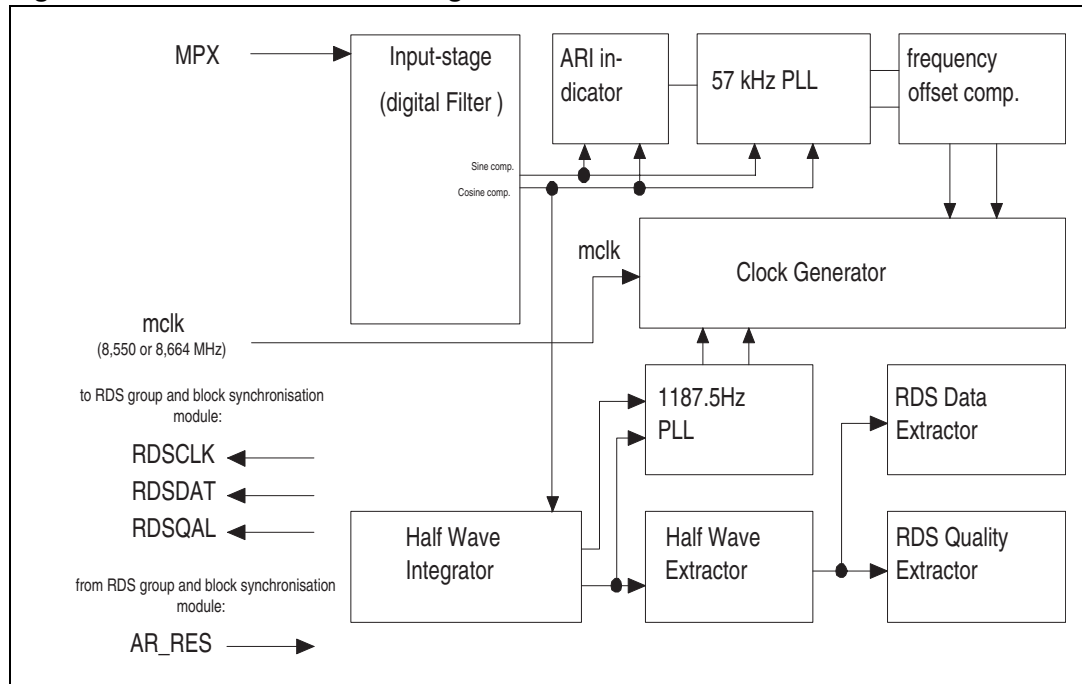 MPX
Input-stage
(digital Filter )
Sine comp.
Cosine comp.
ARI in-
dicator
57 kHz PLL
frequency
offset comp.
mclk
Clock Generator
mclk
(8,550 or 8,664 MHz)
to RDS group and block synchronisation
module:
RDSCLK
RDSDAT
RDSQAL
from RDS group and block synchronisation
module:
AR_RES
1187.5Hz
PLL
RDS Data
Extractor
Half Wave
Integrator
Half Wave
Extractor
RDS Quality
Extractor